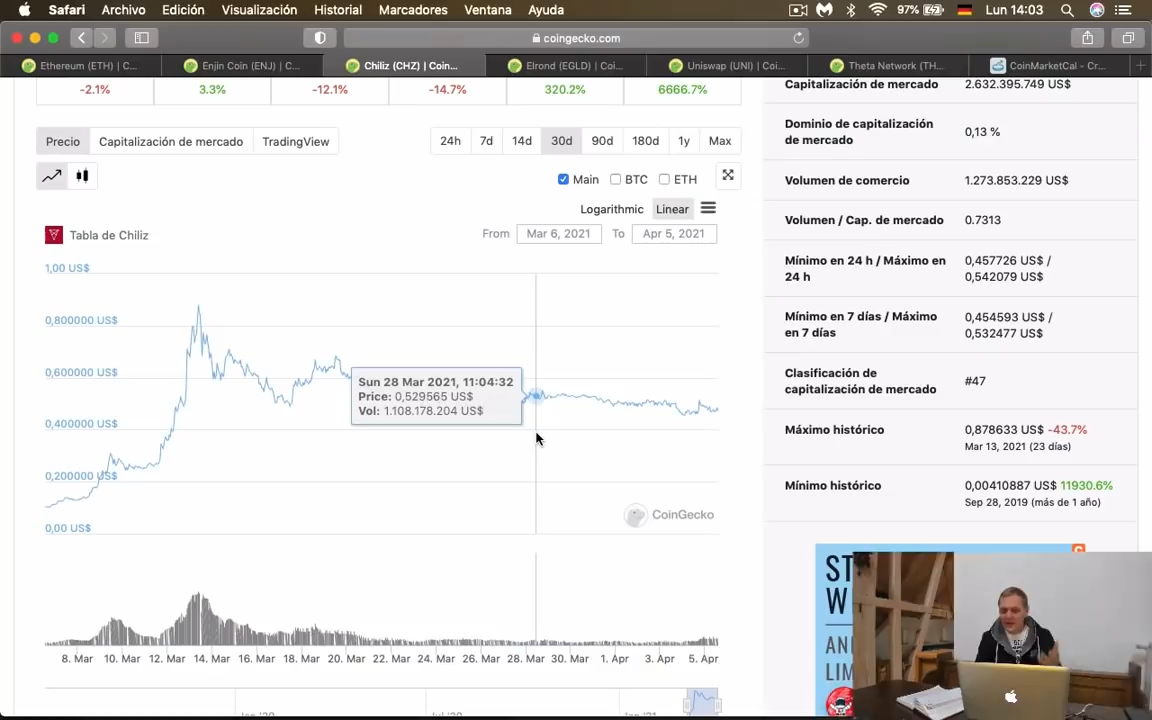 Safari Archivo Edición Visualización Historial Marcadores Ventana Ayuda 97% Lun 14:03
coingecko.com
Ethereum (ETH) | C... Enjin Coin (ENJ) | C... Chiliz (CHZ) | Coin... Elrond (EGLD) | Coi... Uniswap (UNI) | Coi... Theta Network (TH... CoinMarketCal - Cr...
-2.1% 3.3% -12.1% -14.7% 320.2% 6666.7%
Precio Capitalización de mercado TradingView 24h 7d 14d 30d 90d 180d 1y Max
Main BTC ETH
Logarithmic Linear
Tabla de Chiliz From Mar 6, 2021 To Apr 5, 2021
1,00 US$
0,800000 US$
0,600000 US$
0,400000 US$
0,200000 US$
0,00 US$
Sun 28 Mar 2021, 11:04:32
Price: 0,529565 US$
Vol: 1.108.178.204 US$
CoinGecko
8. Mar 10. Mar 12. Mar 14. Mar 16. Mar 18. Mar 20. Mar 22. Mar 24. Mar 26. Mar 28. Mar 30. Mar 1. Apr 3. Apr 5. Apr
Capitalización de mercado 2.632.395.749 US$
Dominio de capitalización
de mercado
0,13 %
Volumen de comercio 1.273.853.229 US$
Volumen / Cap. de mercado 0.7313
Mínimo en 24 h / Máximo en
24 h
0,457726 US$ /
0,542079 US$
Mínimo en 7 días / Máximo
en 7 días
0,454593 US$ /
0,532477 US$
Clasificación de
capitalización de mercado
#47
Máximo histórico 0,878633 US$ -43.7%
Mar 13, 2021 (23 días)
Mínimo histórico 0,00410887 US$ 11930.6%
Sep 28, 2019 (más de 1 año)
ST
W
AN
LIM